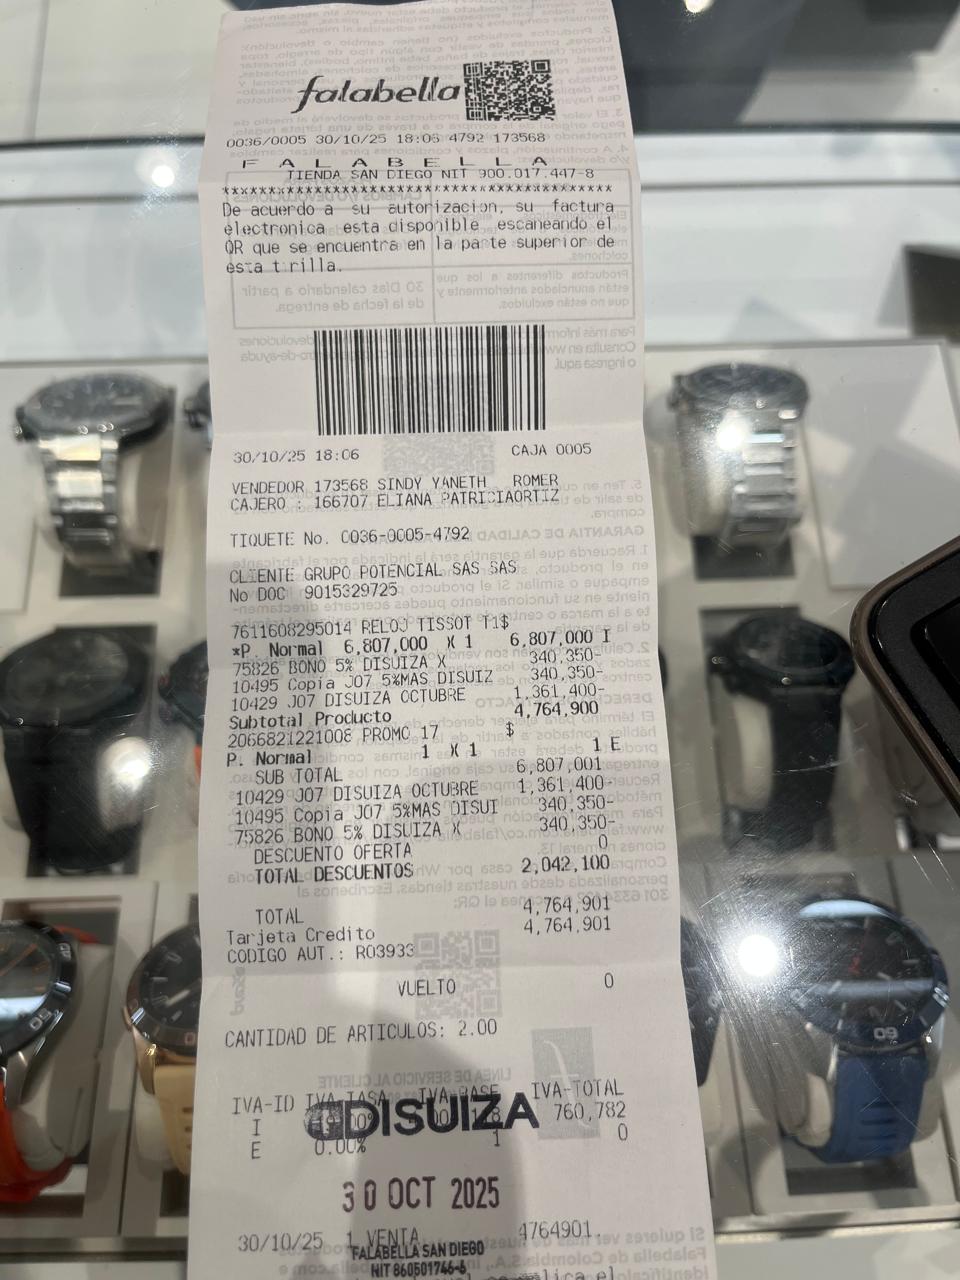 falabella
0036/0005 30/10/25 18:06 4792 173568
F A L A B E L L A
TIENDA SAN DIEGO NIT 900.017.447-8
De acuerdo a su autorizacion, su factura
electronica esta disponible escaneando el
QR que se encuentra en la parte superior de
esta tirilla.
30/10/25 18:06 CAJA 0005
VENDEDOR 173568 SINDY YANETH ROMER
CAJERO : 166707 ELIANA PATRICIAORTIZ
TIQUETE No. 0036-0005-4792
CLIENTE GRUPO POTENCIAL SAS SAS
No DOC 9015329725
7611608295014 RELOJ TISSOT T1$
*P. Normal 6,807,000 X 1 6,807,000 I
75826 BONO 5% DISUIZA X 340,350-
10495 Copia J07 5%MAS DISUIZ 340,350-
10429 J07 DISUIZA OCTUBRE 1,361,400-
Subtotal Producto 4,764,900
2066821221008 PROMO 17 $
P. Normal 1 X 1 1 E
SUB TOTAL 6,807,001
10429 J07 DISUIZA OCTUBRE 1,361,400-
10495 Copia J07 5%MAS DISUI 340,350-
75826 BONO 5% DISUIZA X 340,350-
DESCUENTO OFERTA 0
TOTAL DESCUENTOS 2,042,100
TOTAL 4,764,901
Tarjeta Credito 4,764,901
CODIGO AUT.: R03933
VUELTO 0
CANTIDAD DE ARTICULOS: 2.00
IVA-ID IVA TASA IVA-BASE IVA-TOTAL
I 760,782
E 0.00% 1 0
DISUIZA
30 OCT 2025
30/10/25 1 VENTA 4764901
FALABELLA SAN DIEGO
NIT 860501746-6